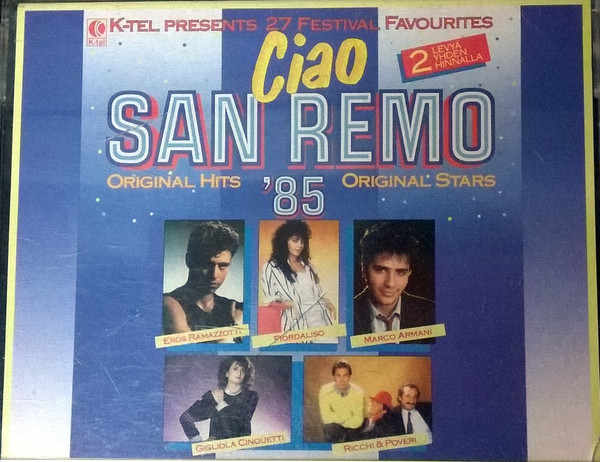 K-tel
K-TEL PRESENTS 27 FESTIVAL FAVOURITES
Ciao
2 LEVYÄ
YHDEN
HINNALLA
SAN REMO
ORIGINAL HITS '85 ORIGINAL STARS
EROS RAMAZZOTTI
FIORDALISO
MARCO ARMANI
GIGLIOLA CINQUETTI
RICCHI & POVERI